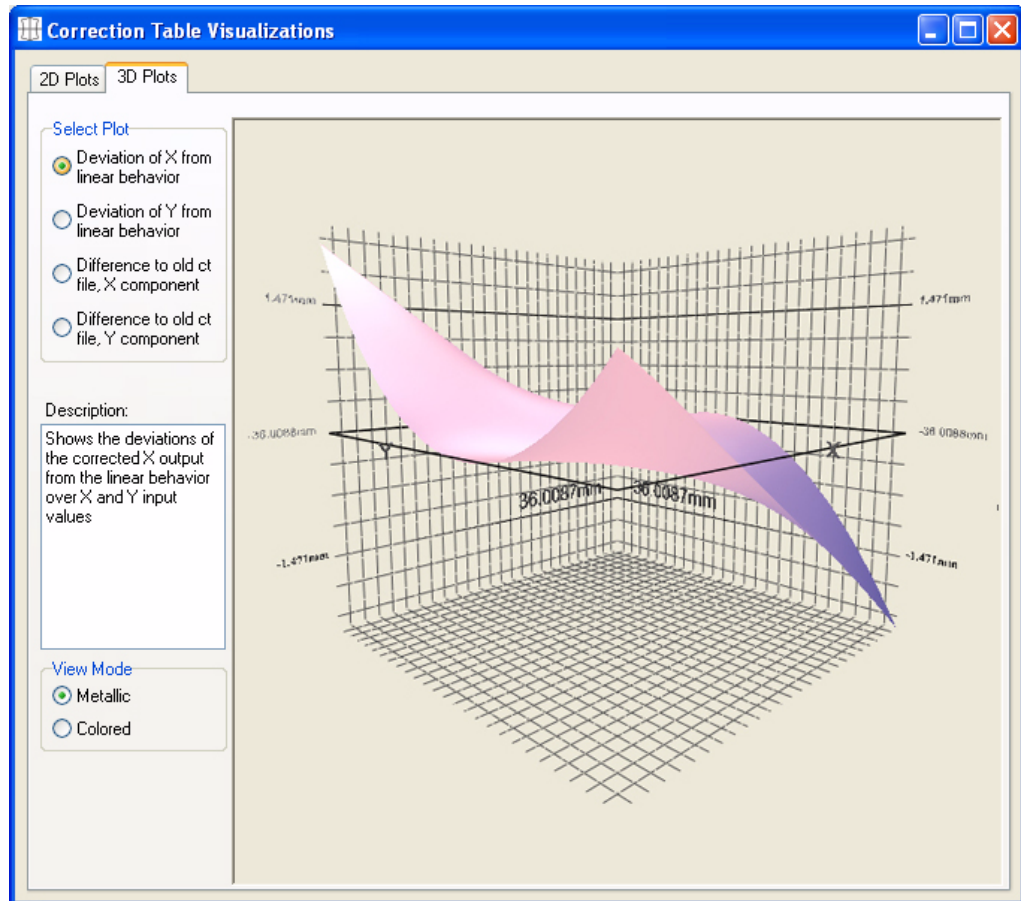 Correction Table Visualizations
2D Plots
3D Plots
Select Plot
Deviation of X from
linear behavior
Deviation of Y from
linear behavior
Difference to old ct
file, X component
Difference to old ct
file, Y component
Description:
Shows the deviations of
the corrected X output
from the linear behavior
over X and Y input
values
View Mode
Metallic
Colored
1.471mm
1.471mm
-36.0088mm
-36.0088mm
Y
X
36.0087mm
36.0087mm
-1.471mm
-1.471mm